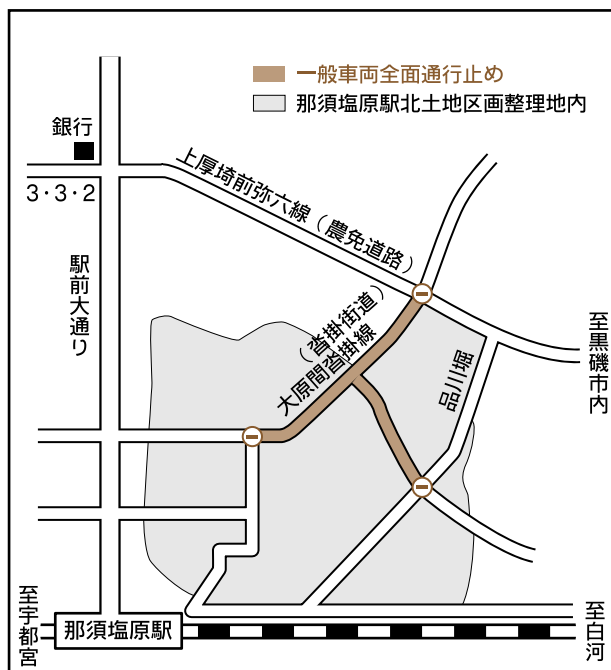 一般車両全面通行止め
那須塩原駅北土地区画整理地内
銀行
3・3・2
上厚埼前弥六線(農免道路)
駅前大通り
(沓掛街道)
大原間沓掛線
品川堀
至黒磯市内
至宇都宮
那須塩原駅
至白河